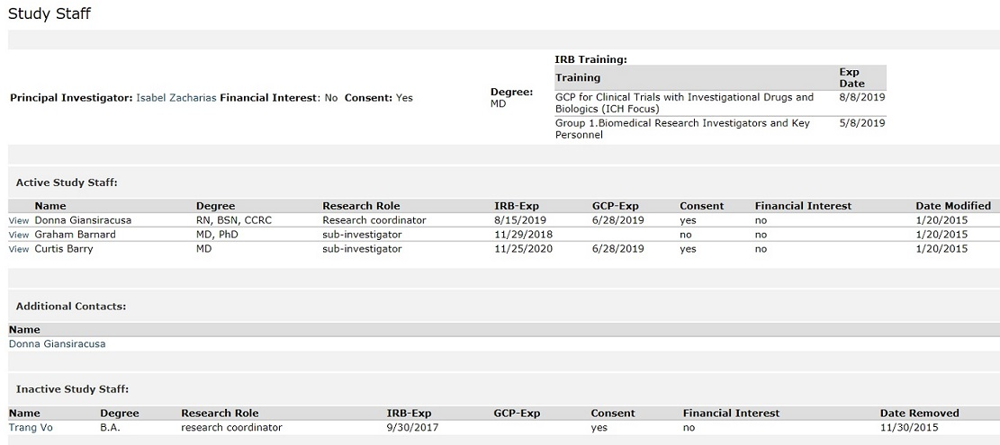 Study Staff
IRB Training:
Training Exp Date
Principal Investigator: Isabel Zacharias Financial Interest: No Consent: Yes
Degree:
MD
GCP for Clinical Trials with Investigational Drugs and 8/8/2019
Biologics (ICH Focus)
Group 1.Biomedical Research Investigators and Key 5/8/2019
Personnel
Active Study Staff:
Name Degree Research Role IRB-Exp GCP-Exp Consent Financial Interest Date Modified
View Donna Giansiracusa RN, BSN, CCRC Research coordinator 8/15/2019 6/28/2019 yes no 1/20/2015
View Graham Barnard MD, PhD sub-investigator 11/29/2018 no no 1/20/2015
View Curtis Barry MD sub-investigator 11/25/2020 6/28/2019 yes no 1/20/2015
Additional Contacts:
Name
Donna Giansiracusa
Inactive Study Staff:
Name Degree Research Role IRB-Exp GCP-Exp Consent Financial Interest Date Removed
Trang Vo B.A. research coordinator 9/30/2017 yes no 11/30/2015